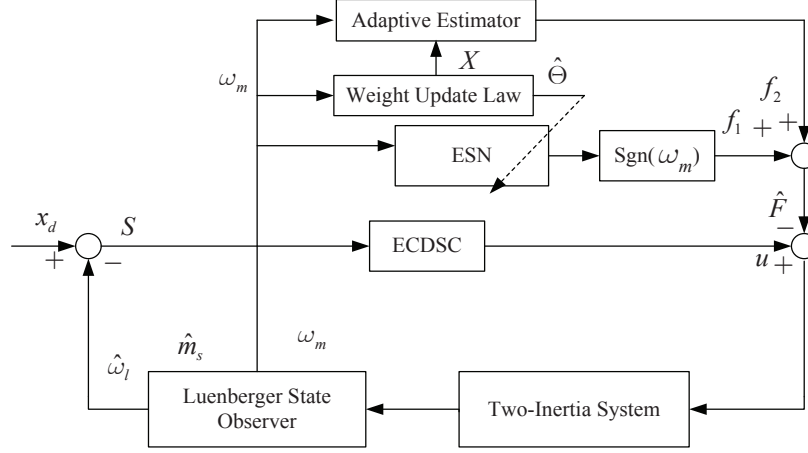 Adaptive Estimator
X
Θ̂
ω_m
Weight Update Law
f_2
f_1
+ +
ESN
Sgn(ω_m)
F̂
x_d
S
−
+
−
ECDSC
u
+
ω̂_l
m̂_s
ω_m
Luenberger State
Observer
Two-Inertia System